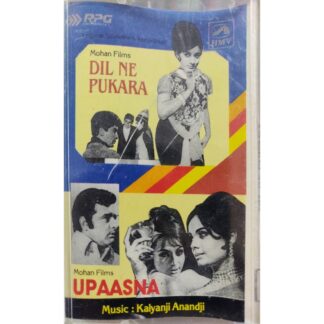 RPG
HMV
Mohan Films
DIL NE
PUKARA
Mohan Films
UPAASNA
Music : Kalyanji Anandji